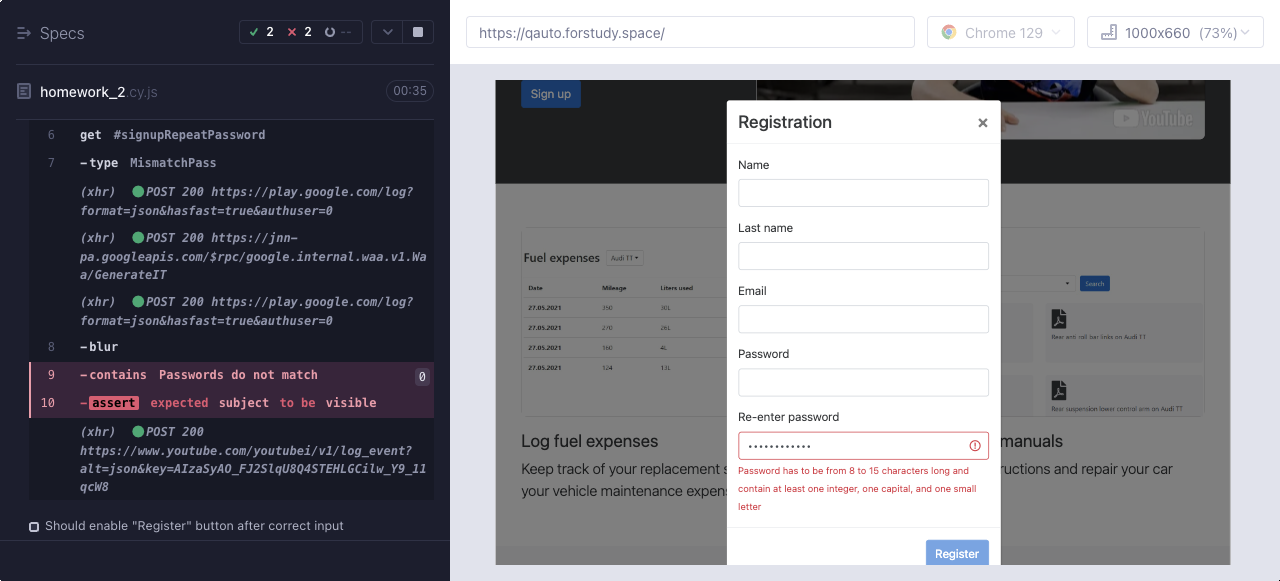 Specs
2
2
--
homework_2.cy.js
00:35
6 get #signupRepeatPassword
7 -type MismatchPass
(xhr) POST 200 https://play.google.com/log?
format=json&hasfast=true&authuser=0
(xhr) POST 200 https://jnn-
pa.googleapis.com/$rpc/google.internal.waa.v1.Wa
a/GenerateIT
(xhr) POST 200 https://play.google.com/log?
format=json&hasfast=true&authuser=0
8 -blur
9 -contains Passwords do not match 0
10 -assert expected subject to be visible
(xhr) POST 200
https://www.youtube.com/youtubei/v1/log_event?
alt=json&key=AIzaSyAO_FJ2SlqU8Q4STEHLGCilw_Y9_11
qcW8
Should enable "Register" button after correct input
https://qauto.forstudy.space/
Chrome 129
1000x660 (73%)
Sign up
YouTube
Registration
×
Name
Last name
Email
Password
Re-enter password
••••••••••••
Password has to be from 8 to 15 characters long and
contain at least one integer, one capital, and one small
letter
Register
Fuel expenses Audi TT
Date Mileage Liters used
27.05.2021 350 30L
27.05.2021 270 26L
27.05.2021 160 4L
27.05.2021 124 13L
Search
Rear anti roll bar links on Audi TT
Rear suspension lower control arm on Audi TT
Log fuel expenses
Keep track of your replacement
your vehicle maintenance expen
manuals
ructions and repair your car